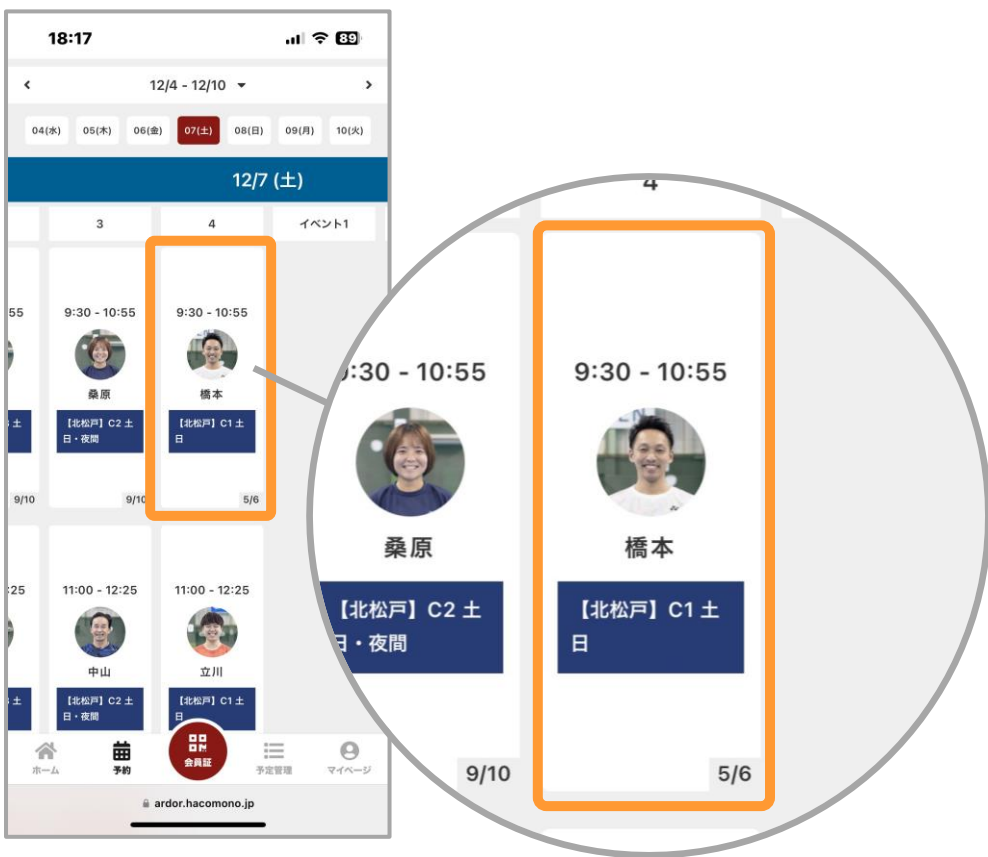 18:17
89
12/4 - 12/10
04(水) 05(木) 06(金) 07(土) 08(日) 09(月) 10(火)
12/7 (土)
3 4 イベント1
55 9:30 - 10:55 9:30 - 10:55
桑原 橋本
土 【北松戸】C2 土 【北松戸】C1 土
日・夜間 日
9/10 9/10 5/6
:25 11:00 - 12:25 11:00 - 12:25
中山 立川
土 【北松戸】C2 土 【北松戸】C1 土
日・夜間 日
ホーム 予約 会員証 予定管理 マイページ
ardor.hacomono.jp
4
:30 - 10:55 9:30 - 10:55
桑原 橋本
【北松戸】C2 土 【北松戸】C1 土
日・夜間 日
9/10 5/6